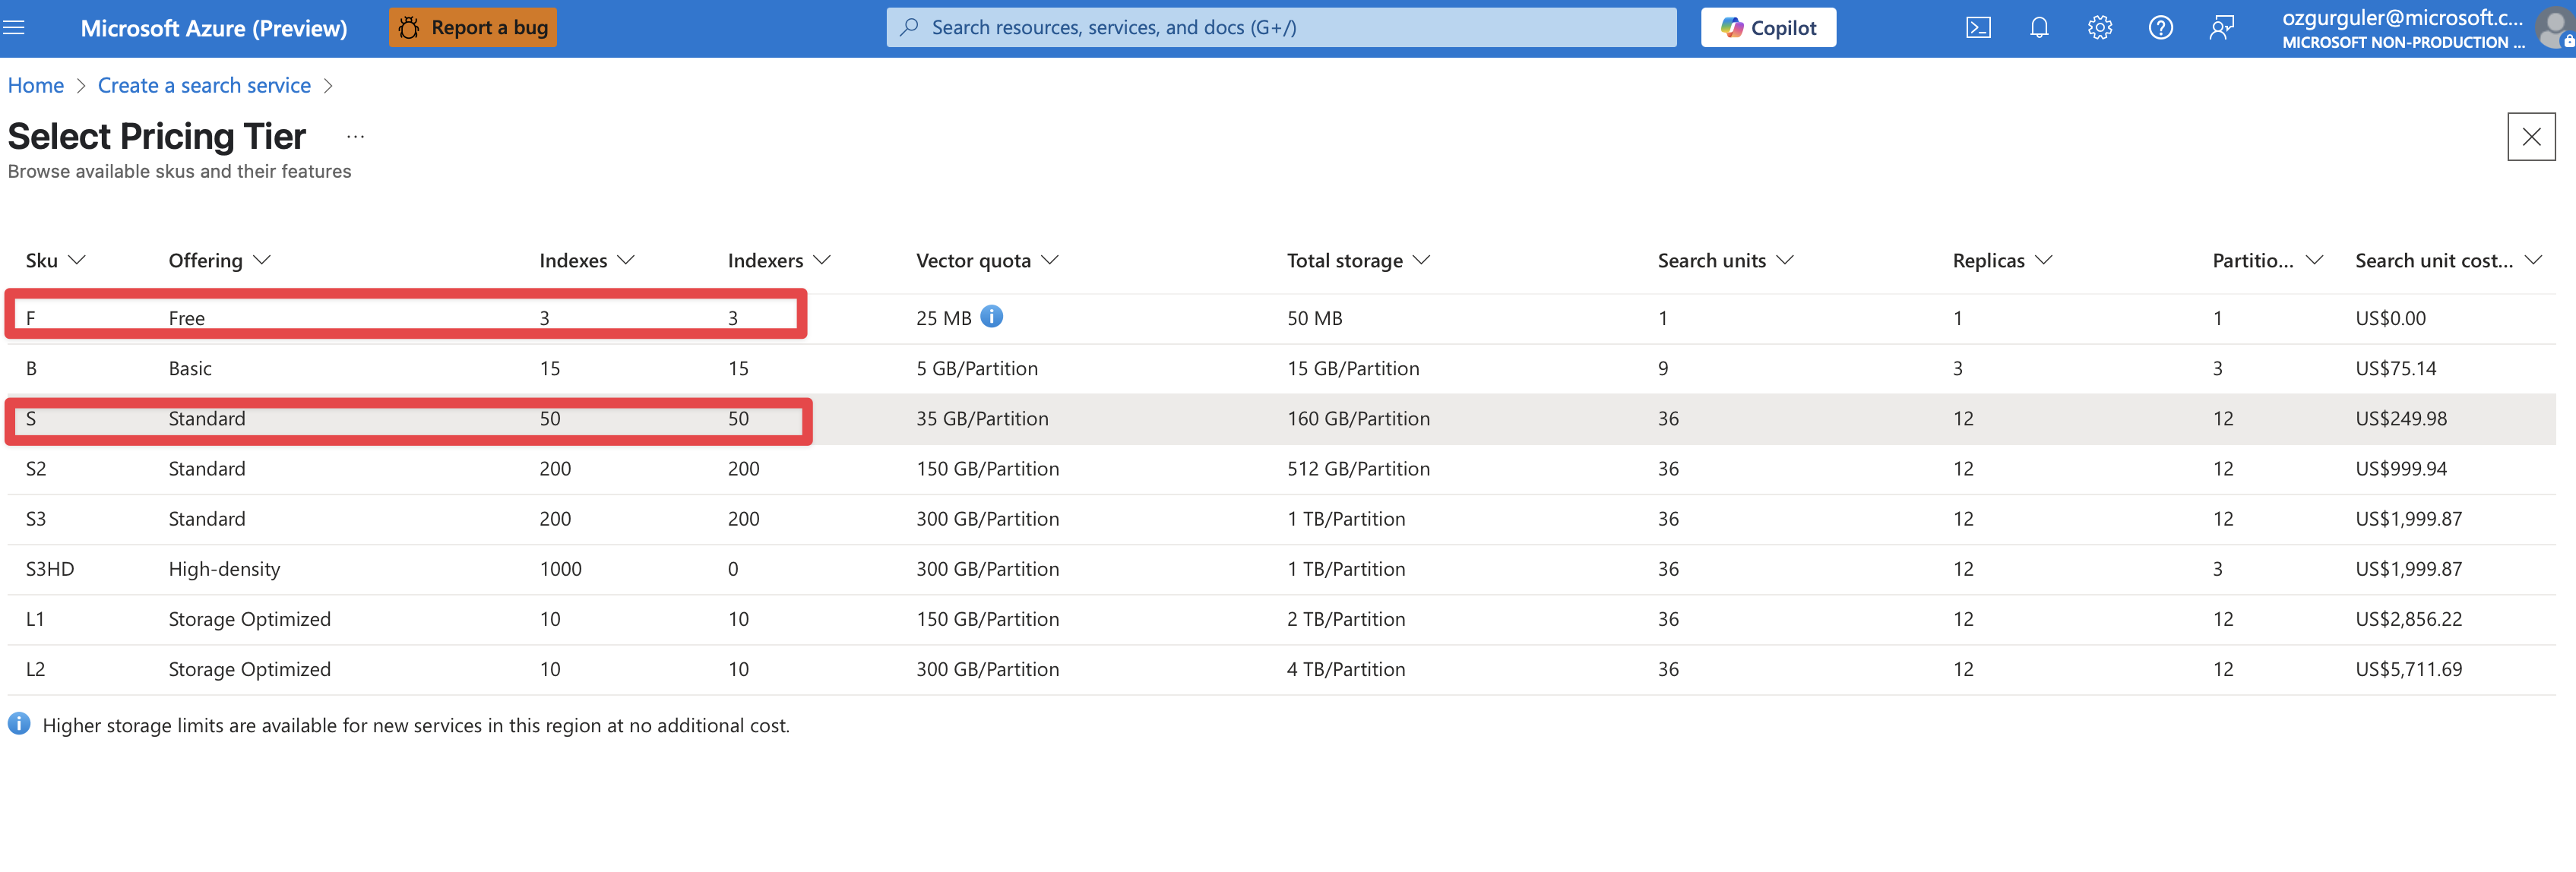 Microsoft Azure (Preview) Report a bug Search resources, services, and docs (G+/) Copilot ozgurguler@microsoft.c...
MICROSOFT NON-PRODUCTION ...
Home > Create a search service >
Select Pricing Tier ...
Browse available skus and their features
Sku Offering Indexes Indexers Vector quota Total storage Search units Replicas Partitio... Search unit cost...
F Free 3 3 25 MB 50 MB 1 1 1 US$0.00
B Basic 15 15 5 GB/Partition 15 GB/Partition 9 3 3 US$75.14
S Standard 50 50 35 GB/Partition 160 GB/Partition 36 12 12 US$249.98
S2 Standard 200 200 150 GB/Partition 512 GB/Partition 36 12 12 US$999.94
S3 Standard 200 200 300 GB/Partition 1 TB/Partition 36 12 12 US$1,999.87
S3HD High-density 1000 0 300 GB/Partition 1 TB/Partition 36 12 3 US$1,999.87
L1 Storage Optimized 10 10 150 GB/Partition 2 TB/Partition 36 12 12 US$2,856.22
L2 Storage Optimized 10 10 300 GB/Partition 4 TB/Partition 36 12 12 US$5,711.69
Higher storage limits are available for new services in this region at no additional cost.